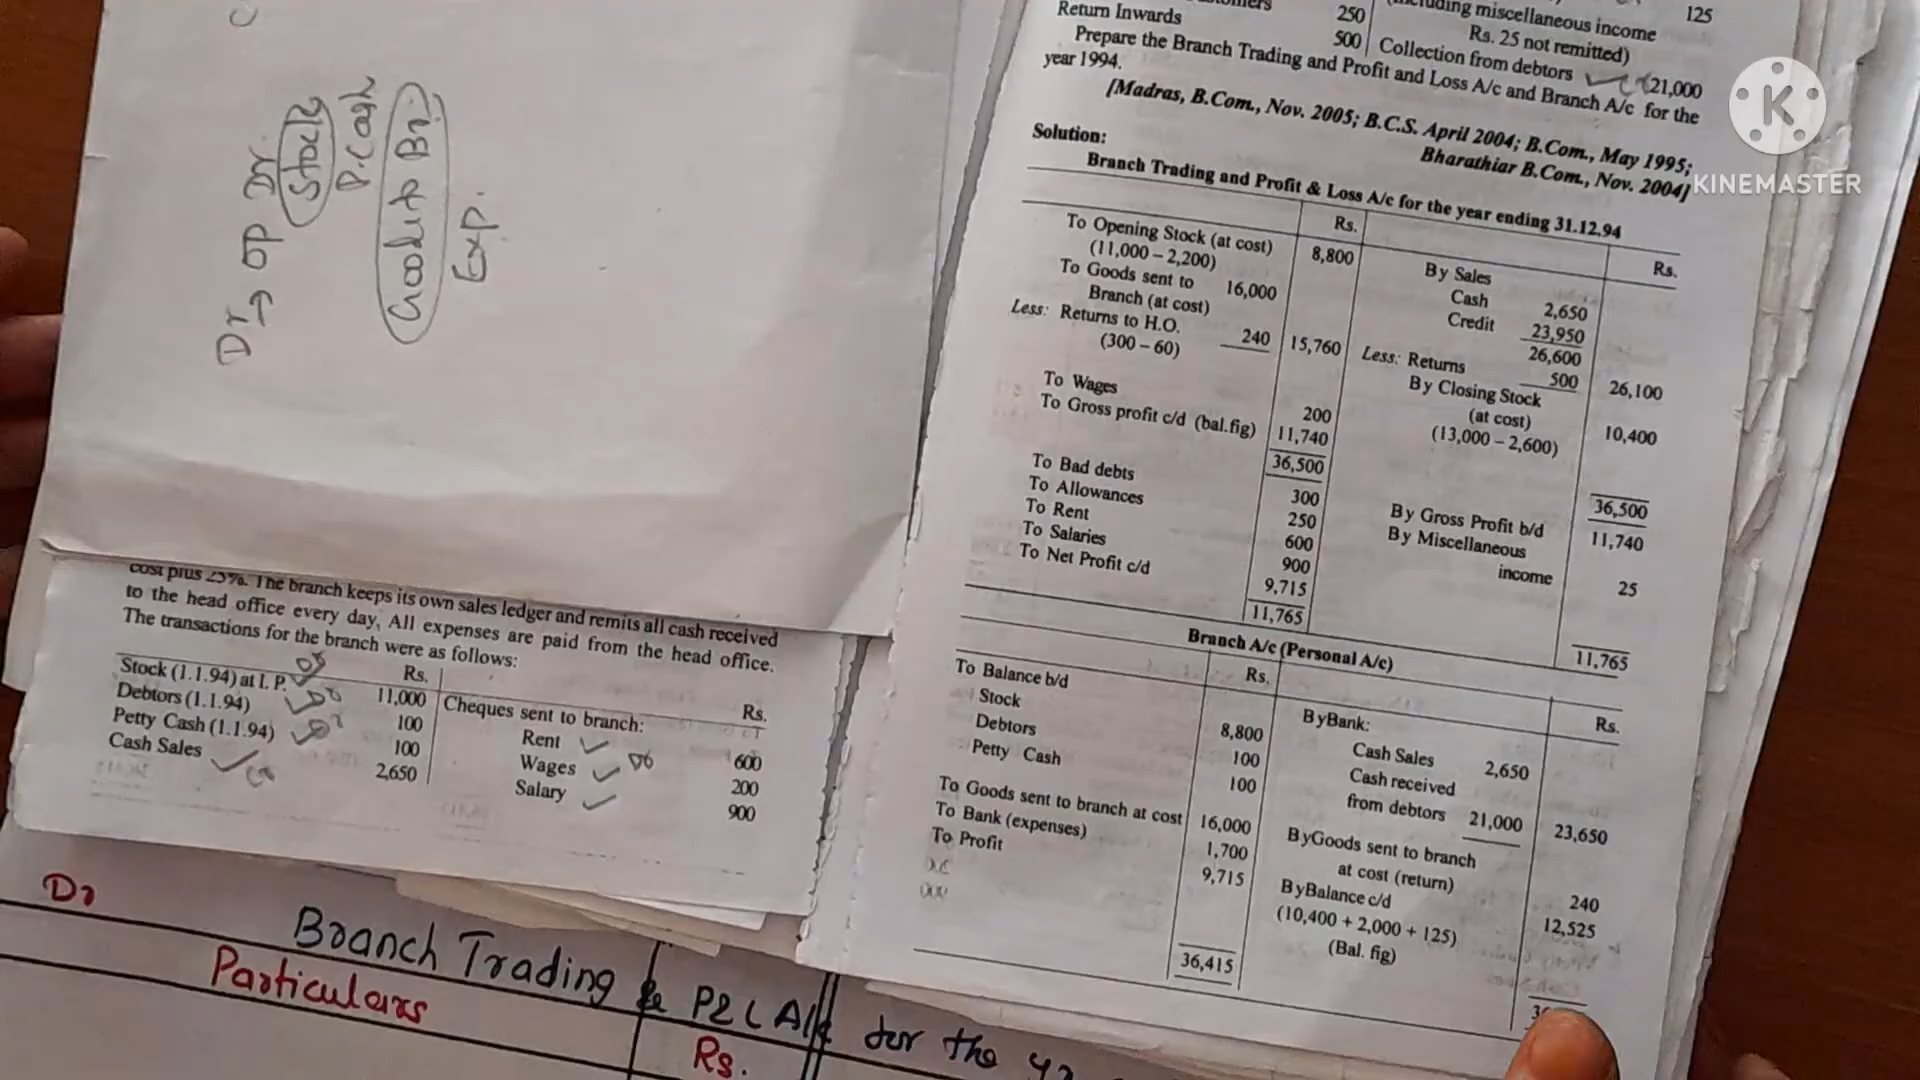 Dr → op Dr
Stock
P.Cash
Goods to Br.
Exp.
cost plus 25%. The branch keeps its own sales ledger and remits all cash received
to the head office every day, All expenses are paid from the head office.
The transactions for the branch were as follows:
Rs. Rs.
Stock (1.1.94) at I. P. 11,000 Cheques sent to branch:
Debtors (1.1.94) 100 Rent 600
Petty Cash (1.1.94) 100 Wages 200
Cash Sales 2,650 Salary 900
Dr
Branch Trading & P&L A/c for the
Particulars
Rs.
250 miscellaneous income 125
Return Inwards 500 Rs. 25 not remitted)
Collection from debtors 21,000
Prepare the Branch Trading and Profit and Loss A/c and Branch A/c for the
year 1994.
[Madras, B.Com., Nov. 2005; B.C.S. April 2004; B.Com., May 1995;
Bharathiar B.Com., Nov. 2004]
KINEMASTER
Solution:
Branch Trading and Profit & Loss A/c for the year ending 31.12.94
Rs. Rs.
To Opening Stock (at cost) By Sales
(11,000 – 2,200) 8,800 Cash 2,650
To Goods sent to Credit 23,950
Branch (at cost) 16,000 26,600
Less: Returns to H.O. Less: Returns 500 26,100
(300 – 60) 240 15,760 By Closing Stock
To Wages 200 (at cost)
To Gross profit c/d (bal.fig) 11,740 (13,000 – 2,600) 10,400
36,500 36,500
To Bad debts 300 By Gross Profit b/d 11,740
To Allowances 250 By Miscellaneous
To Rent 600 income 25
To Salaries 900
To Net Profit c/d 9,715
11,765 11,765
Branch A/c (Personal A/c)
Rs. Rs.
To Balance b/d ByBank:
Stock 8,800 Cash Sales 2,650
Debtors 100 Cash received
Petty Cash 100 from debtors 21,000 23,650
To Goods sent to branch at cost 16,000 ByGoods sent to branch
To Bank (expenses) 1,700 at cost (return) 240
To Profit 9,715 ByBalance c/d
(10,400 + 2,000 + 125) 12,525
(Bal. fig)
36,415